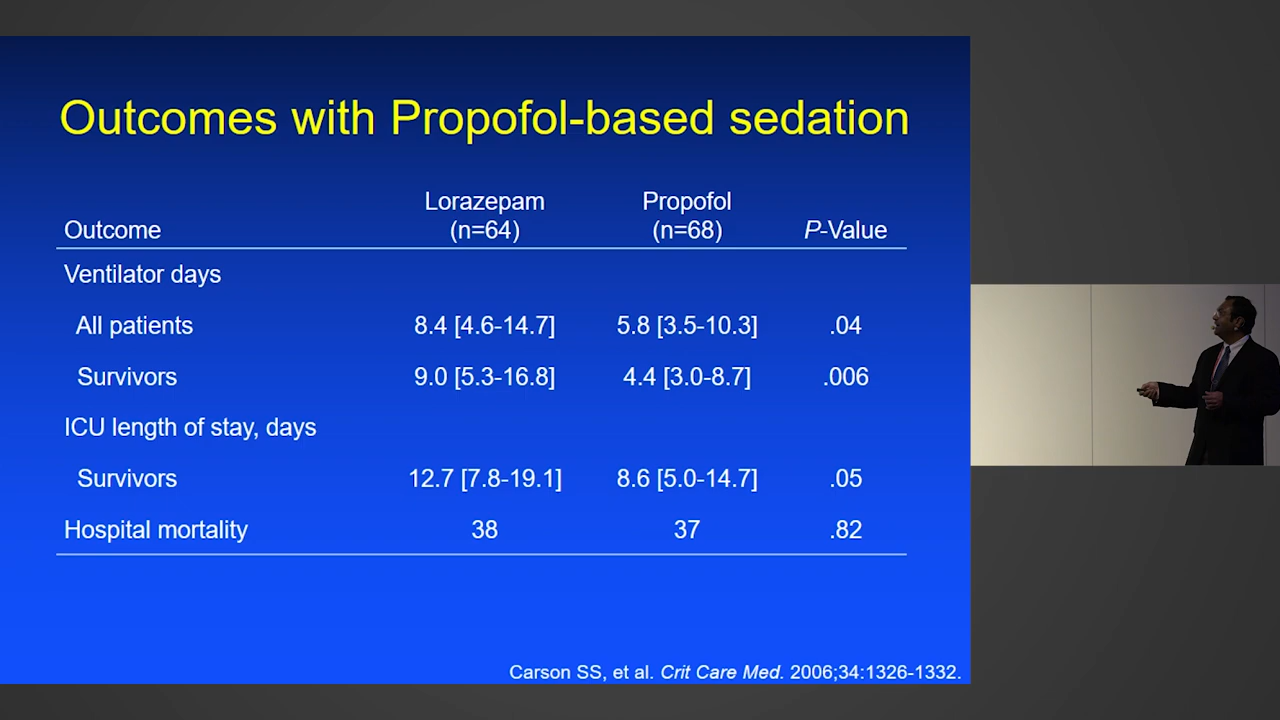 Outcomes with Propofol-based sedation
Lorazepam Propofol
Outcome (n=64) (n=68) P-Value
Ventilator days
All patients 8.4 [4.6-14.7] 5.8 [3.5-10.3] .04
Survivors 9.0 [5.3-16.8] 4.4 [3.0-8.7] .006
ICU length of stay, days
Survivors 12.7 [7.8-19.1] 8.6 [5.0-14.7] .05
Hospital mortality 38 37 .82
Carson SS, et al. Crit Care Med. 2006;34:1326-1332.